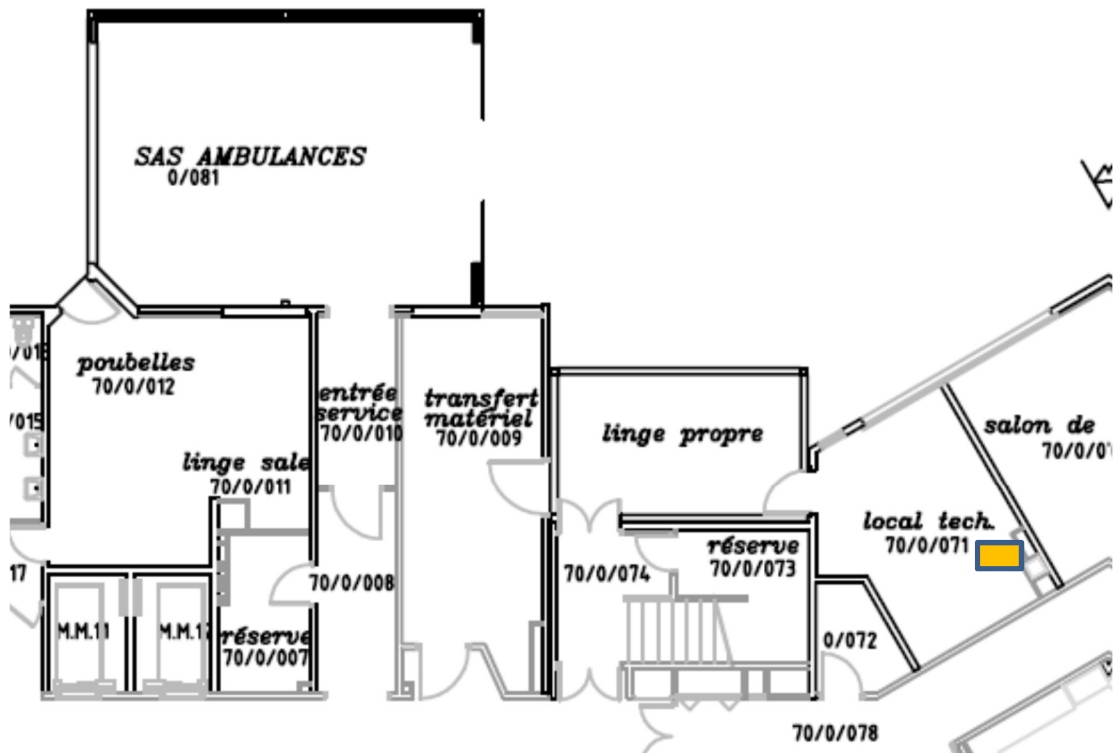 SAS AMBULANCES
0/081
poubelles
70/0/012
linge sale
70/0/011
entrée
service
70/0/010
transfert
matériel
70/0/009
linge propre
salon de
local tech.
70/0/071
réserve
70/0/073
70/0/074
70/0/008
réserve
70/0/007
M.M.11
0/072
70/0/078